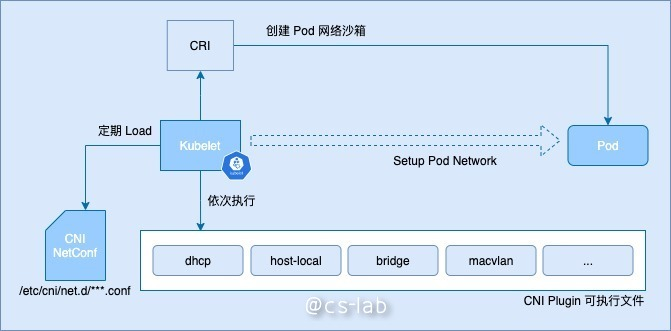 CRI
创建 Pod 网络沙箱
定期 Load
Kubelet
kubelet
Setup Pod Network
Pod
依次执行
CNI
NetConf
/etc/cni/net.d/***.conf
dhcp
host-local
bridge
macvlan
...
CNI Plugin 可执行文件
@cs-lab